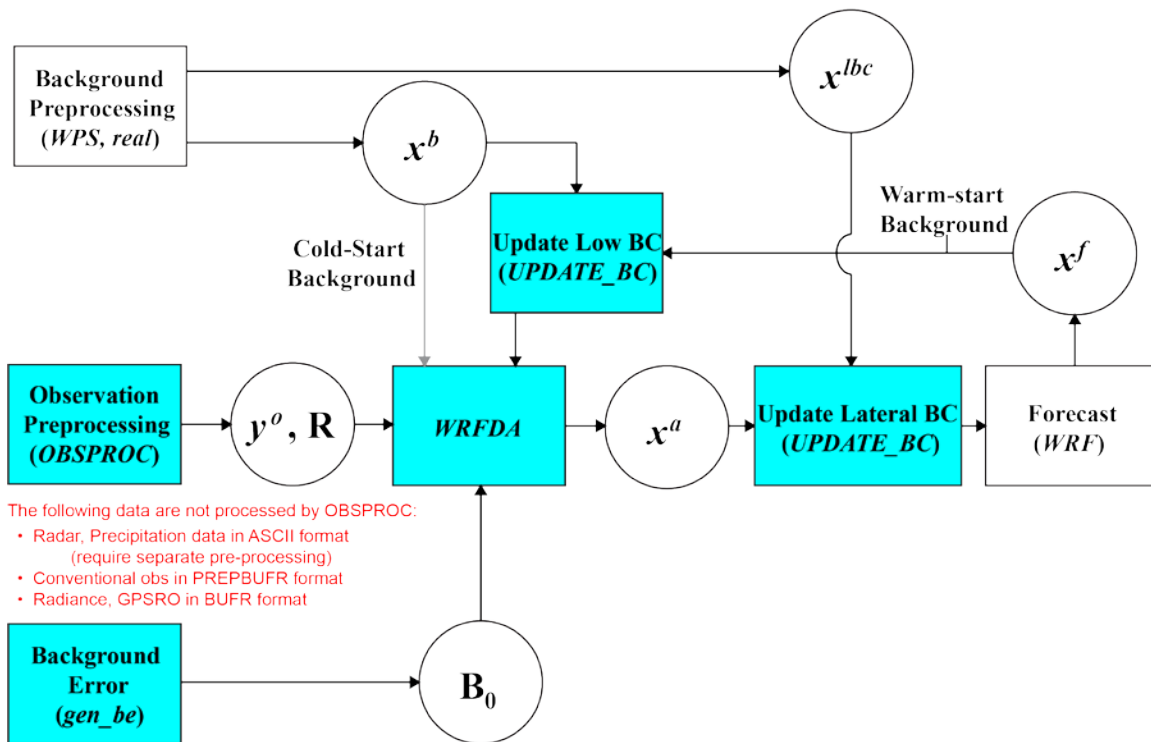 Background
Preprocessing
(WPS, real)
x^b
x^lbc
Cold-Start
Background
Update Low BC
(UPDATE_BC)
Warm-start
Background
x^f
Observation
Preprocessing
(OBSPROC)
y^o, R
WRFDA
x^a
Update Lateral BC
(UPDATE_BC)
Forecast
(WRF)
The following data are not processed by OBSPROC:
• Radar, Precipitation data in ASCII format
(require separate pre-processing)
• Conventional obs in PREPBUFR format
• Radiance, GPSRO in BUFR format
Background
Error
(gen_be)
B₀